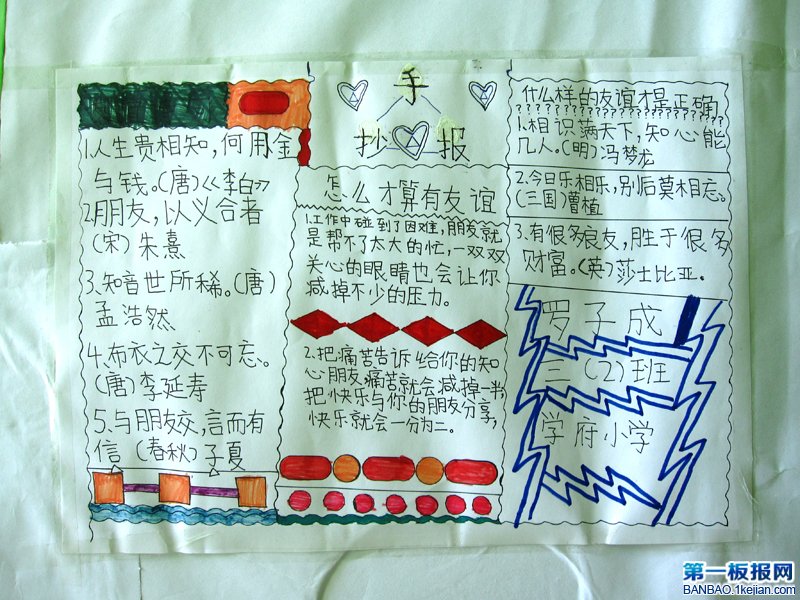 1.人生贵相知,何用金
与钱。(唐)《李白》
2.朋友,以义合者
(宋)朱熹
3.知音世所稀。(唐)
孟浩然
4.布衣之交不可忘。
(唐)李延寿
5.与朋友交,言而有
信 (春秋)子夏
手
抄 报
怎么才算有友谊
1.工作中碰到了困难,朋友就
是帮不了太大的忙,一双双
关心的眼睛也会让你
减掉不少的压力。
2.把痛苦告诉给你的知
心朋友,痛苦就会减掉一半,
把快乐与你的朋友分享,
快乐就会一分为二。
什么样的友谊才是正确
????????????????????
1.相识满天下,知心能
几人。(明)冯梦龙
2.今日乐相乐,别后莫相忘。
(三国)曹植
3.有很多良友,胜于很多
财富。(英)莎士比亚。
罗子成
三(2)班
学府小学
第一板报网
BANBAO.1kejian.com